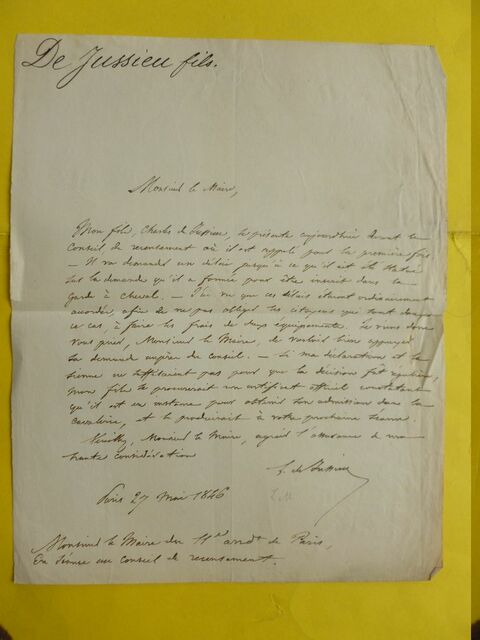 De Jussieu fils.
Monsieur le Maire,
Mon fils, Charles de Jussieu, se présente aujourd'hui devant le
Conseil de recensement où il est appelé pour la première fois
— Il va demander un délai jusqu'à ce qu'il ait été statué
sur la demande qu'il a formée pour être inscrit dans la
garde à cheval. — J'ai vu que ces délais étaient ordinairement
accordés, afin de ne pas obliger les citoyens qui sont dans
ce cas, à faire les frais de deux équipements. Je viens donc
vous prier, Monsieur le Maire, de vouloir bien appuyer
sa demande auprès du Conseil. — Si ma déclaration et la
sienne ne suffisaient pas pour que la décision fût régulière,
mon fils se procurerait un certificat officiel constatant
qu'il est en instance pour obtenir son admission dans la
cavalerie, et le produirait à votre prochaine séance.
Veuillez, Monsieur le Maire, agréer l'assurance de ma
haute considération
de Jussieu
Paris 27 mai 1846
Monsieur le Maire du 11e arrodt de Paris,
En séance au Conseil de recensement.